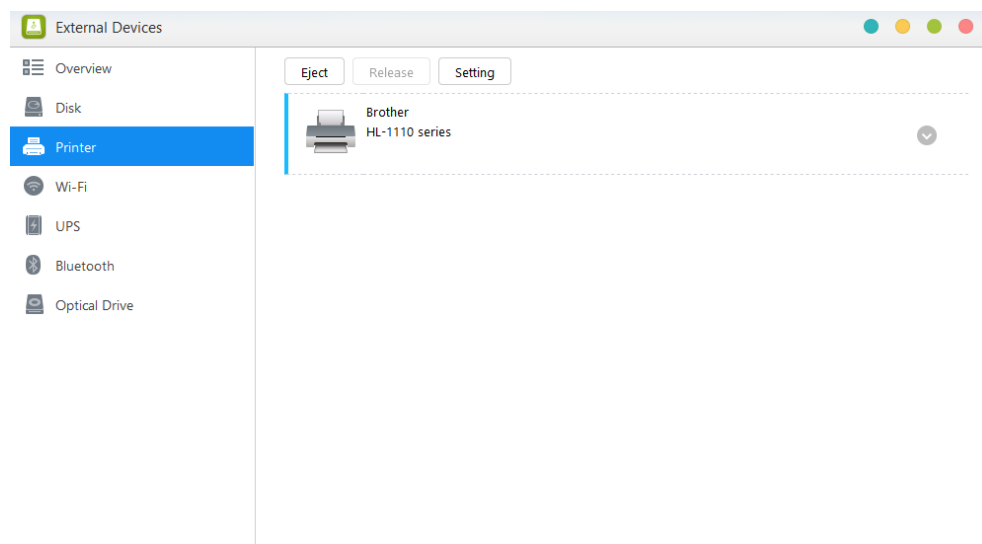 External Devices
Overview
Disk
Printer
Wi-Fi
UPS
Bluetooth
Optical Drive
Eject Release Setting
Brother
HL-1110 series